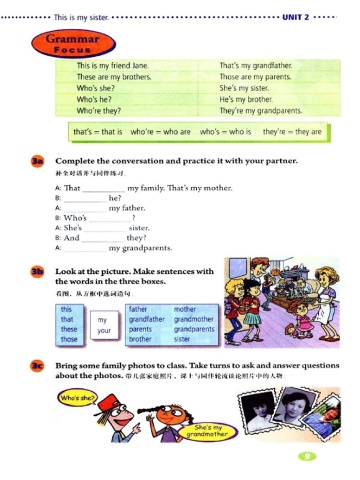 This is my sister.
UNIT 2
Grammar
Focus
This is my friend Jane. That's my grandfather.
These are my brothers. Those are my parents.
Who's she? She's my sister.
Who's he? He's my brother.
Who're they? They're my grandparents.
that's = that is who're = who are who's = who is they're = they are
3a Complete the conversation and practice it with your partner.
补全对话并与同伴练习.
A: That __________ my family. That's my mother.
B: __________ he?
A: __________ my father.
B: Who's __________ ?
A: She's __________ sister.
B: And __________ they?
A: __________ my grandparents.
3b Look at the picture. Make sentences with
the words in the three boxes.
看图,从方框中选词造句.
this my father mother
that your grandfather grandmother
these parents grandparents
those brother sister
3c Bring some family photos to class. Take turns to ask and answer questions
about the photos. 带几张家庭照片,课上与同伴轮流谈论照片中的人物.
Who's she?
She's my
grandmother.
9